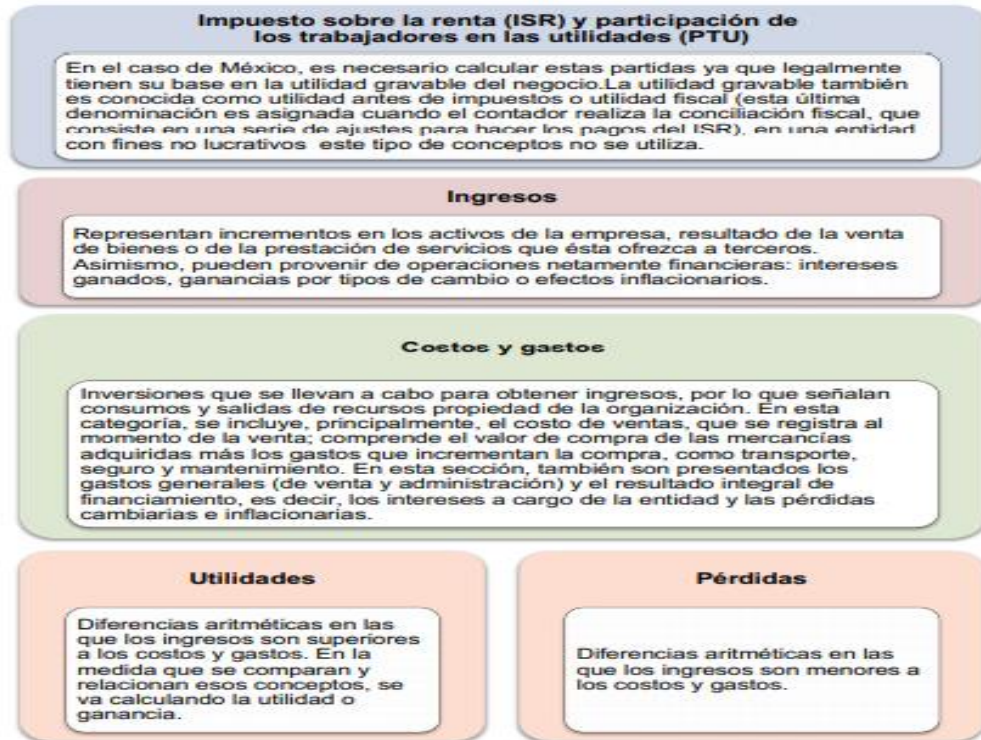 Impuesto sobre la renta (ISR) y participación de
los trabajadores en las utilidades (PTU)
En el caso de México, es necesario calcular estas partidas ya que legalmente
tienen su base en la utilidad gravable del negocio.La utilidad gravable también
es conocida como utilidad antes de impuestos o utilidad fiscal (esta última
denominación es asignada cuando el contador realiza la conciliación fiscal, que
consiste en una serie de ajustes para hacer los pagos del ISR), en una entidad
con fines no lucrativos este tipo de conceptos no se utiliza.
Ingresos
Representan incrementos en los activos de la empresa, resultado de la venta
de bienes o de la prestación de servicios que ésta ofrezca a terceros.
Asimismo, pueden provenir de operaciones netamente financieras: intereses
ganados, ganancias por tipos de cambio o efectos inflacionarios.
Costos y gastos
Inversiones que se llevan a cabo para obtener ingresos, por lo que señalan
consumos y salidas de recursos propiedad de la organización. En esta
categoría, se incluye, principalmente, el costo de ventas, que se registra al
momento de la venta; comprende el valor de compra de las mercancías
adquiridas más los gastos que incrementan la compra, como transporte,
seguro y mantenimiento. En esta sección, también son presentados los
gastos generales (de venta y administración) y el resultado integral de
financiamiento, es decir, los intereses a cargo de la entidad y las pérdidas
cambiarias e inflacionarias.
Utilidades
Diferencias aritméticas en las
que los ingresos son superiores
a los costos y gastos. En la
medida que se comparan y
relacionan esos conceptos, se
va calculando la utilidad o
ganancia.
Pérdidas
Diferencias aritméticas en las
que los ingresos son menores a
los costos y gastos.